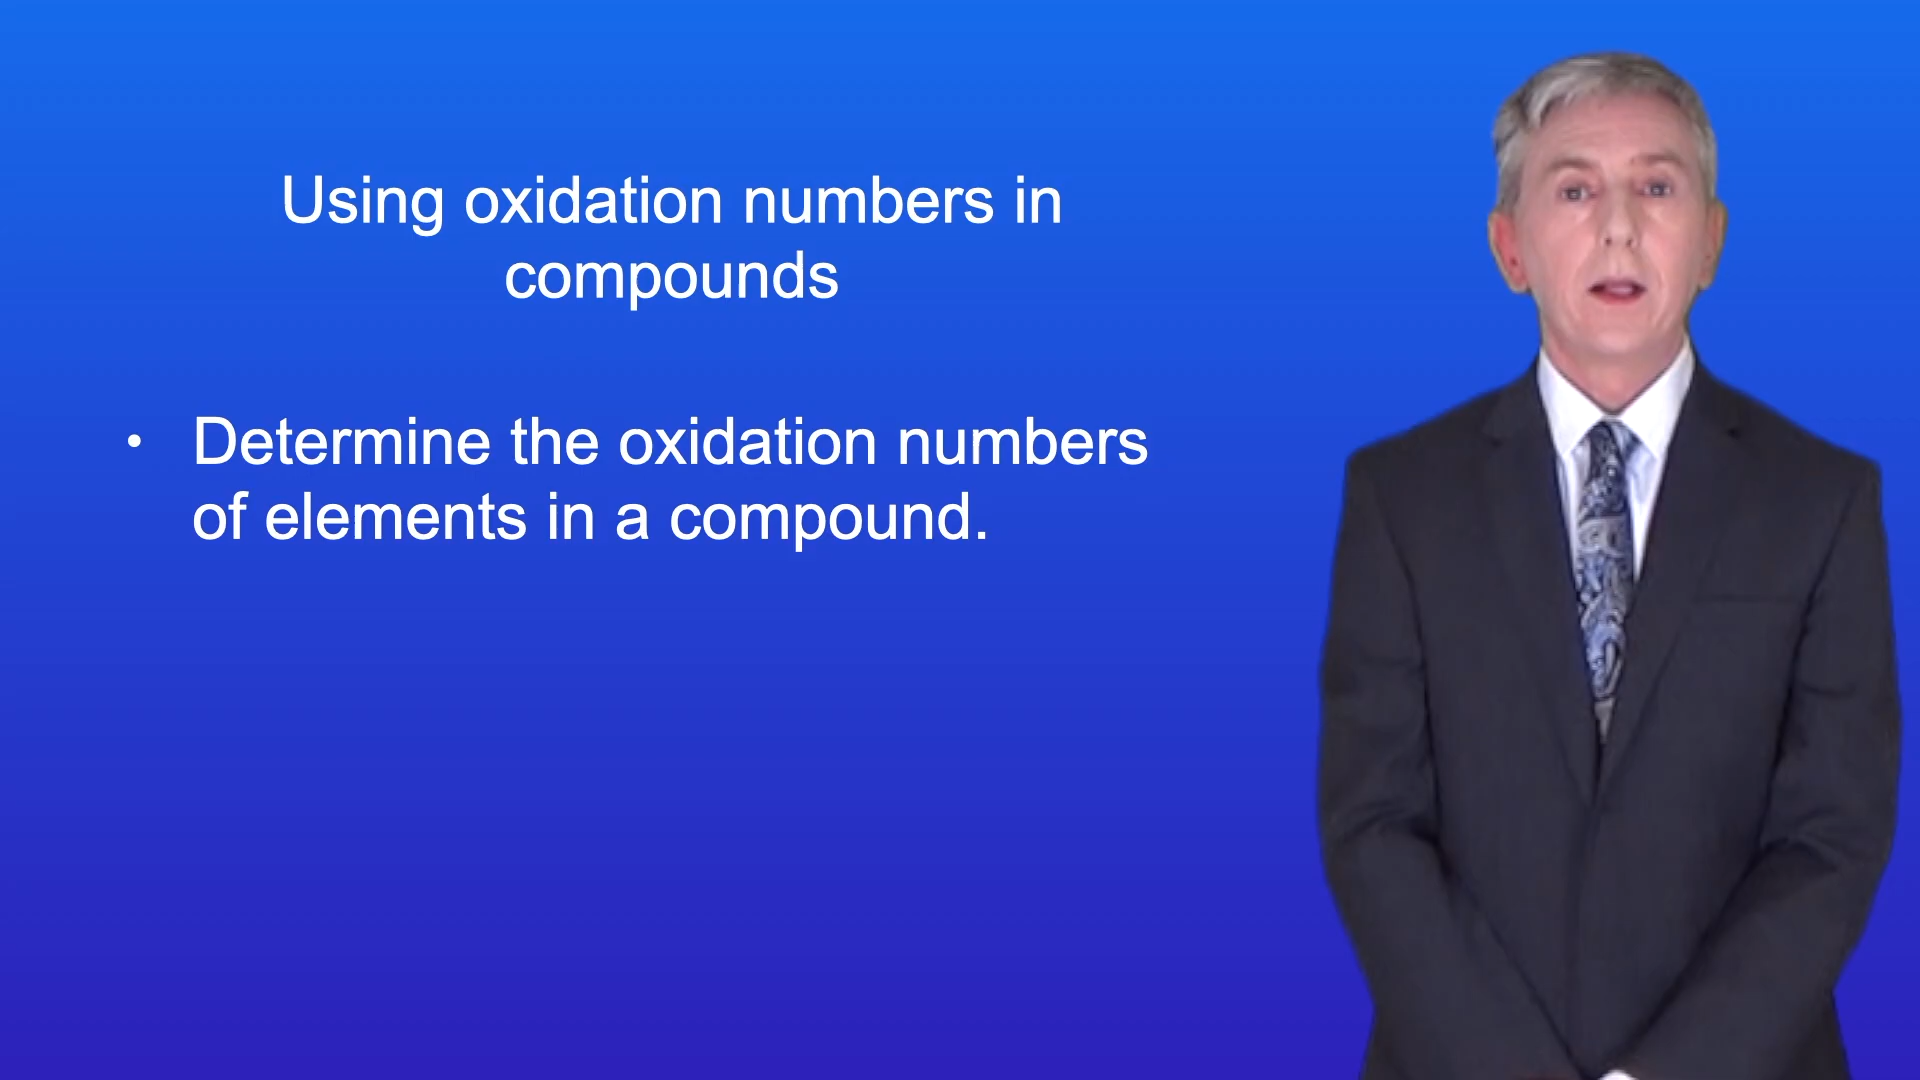 Using oxidation numbers in
compounds
• Determine the oxidation numbers
of elements in a compound.